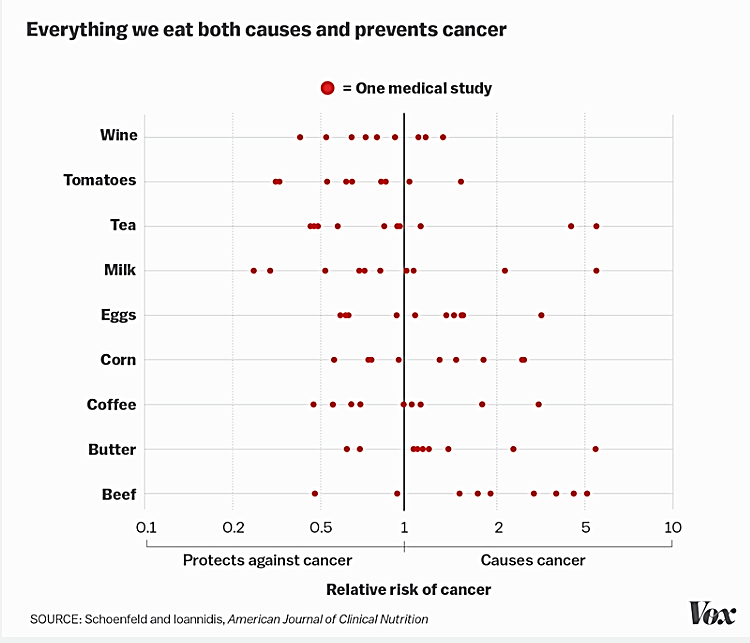 Everything we eat both causes and prevents cancer
= One medical study
Wine
Tomatoes
Tea
Milk
Eggs
Corn
Coffee
Butter
Beef
0.1 0.2 0.5 1 2 5 10
Protects against cancer Causes cancer
Relative risk of cancer
SOURCE: Schoenfeld and Ioannidis, American Journal of Clinical Nutrition
Vox